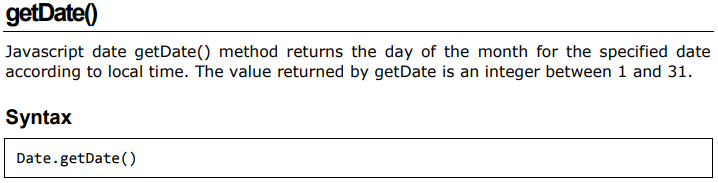 getDate()
Javascript date getDate() method returns the day of the month for the specified date
according to local time. The value returned by getDate is an integer between 1 and 31.
Syntax
Date.getDate()